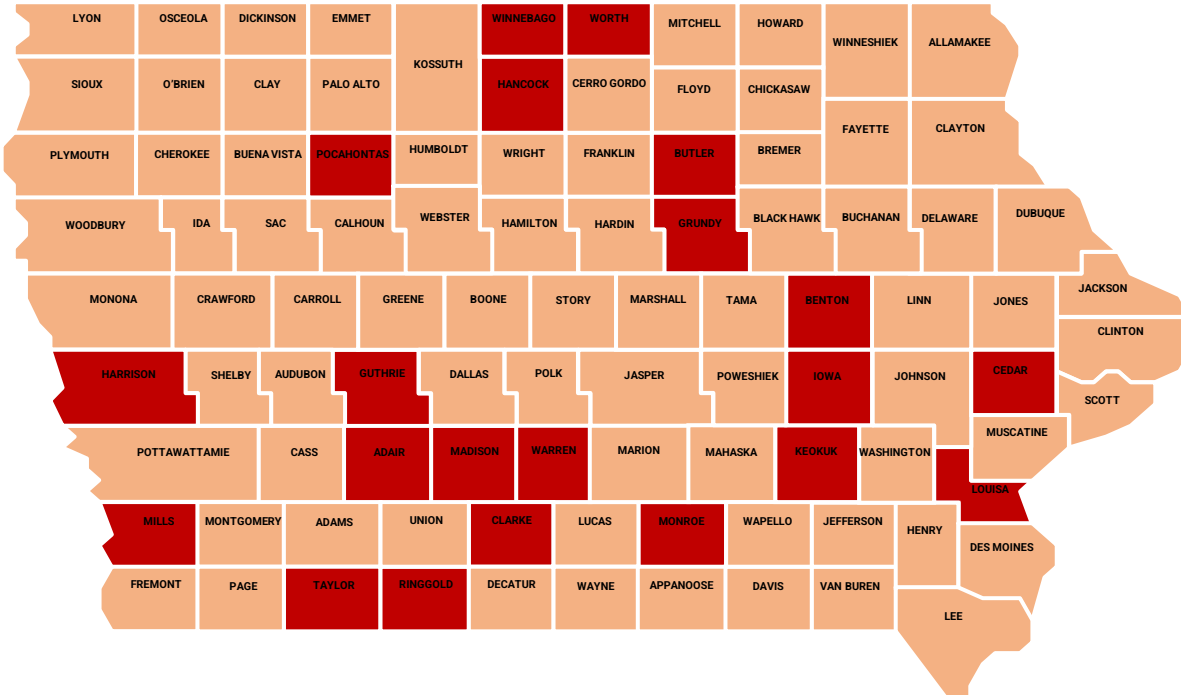 LYON OSCEOLA DICKINSON EMMET KOSSUTH WINNEBAGO WORTH MITCHELL HOWARD WINNESHIEK ALLAMAKEE
SIOUX O'BRIEN CLAY PALO ALTO HANCOCK CERRO GORDO FLOYD CHICKASAW
PLYMOUTH CHEROKEE BUENA VISTA POCAHONTAS HUMBOLDT WRIGHT FRANKLIN BUTLER BREMER FAYETTE CLAYTON
WOODBURY IDA SAC CALHOUN WEBSTER HAMILTON HARDIN GRUNDY BLACK HAWK BUCHANAN DELAWARE DUBUQUE
MONONA CRAWFORD CARROLL GREENE BOONE STORY MARSHALL TAMA BENTON LINN JONES JACKSON
CLINTON
HARRISON SHELBY AUDUBON GUTHRIE DALLAS POLK JASPER POWESHIEK IOWA JOHNSON CEDAR
SCOTT
POTTAWATTAMIE CASS ADAIR MADISON WARREN MARION MAHASKA KEOKUK WASHINGTON MUSCATINE
LOUISA
MILLS MONTGOMERY ADAMS UNION CLARKE LUCAS MONROE WAPELLO JEFFERSON HENRY DES MOINES
FREMONT PAGE TAYLOR RINGGOLD DECATUR WAYNE APPANOOSE DAVIS VAN BUREN
LEE